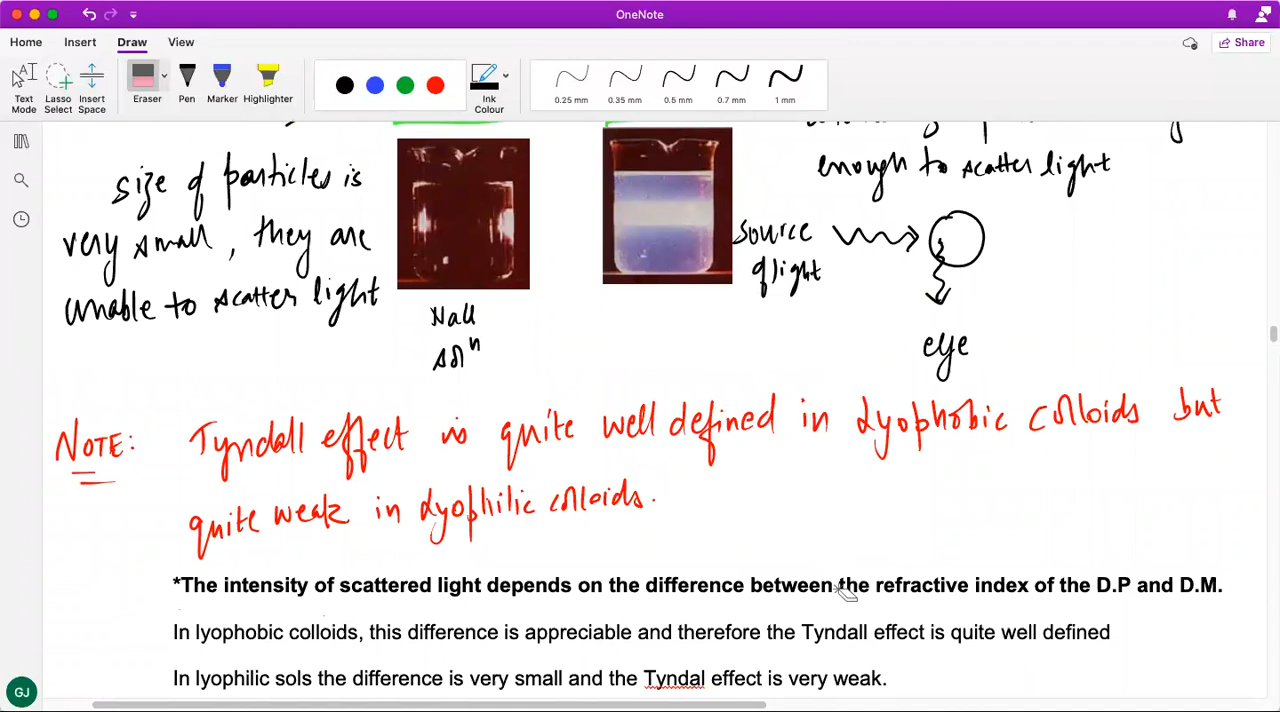 OneNote
Home Insert Draw View
Share
Text Mode
Lasso Select
Insert Space
Eraser
Pen
Marker
Highlighter
Ink Colour
0.25 mm
0.35 mm
0.5 mm
0.7 mm
1 mm
size of particles is
very small, they are
unable to scatter light
NaCl
solⁿ
enough to scatter light
source
of light
eye
NOTE: Tyndall effect is quite well defined in Lyophobic colloids but
quite weak in Lyophilic colloids.
*The intensity of scattered light depends on the difference between the refractive index of the D.P and D.M.
In lyophobic colloids, this difference is appreciable and therefore the Tyndall effect is quite well defined
In lyophilic sols the difference is very small and the Tyndal effect is very weak.
GJ